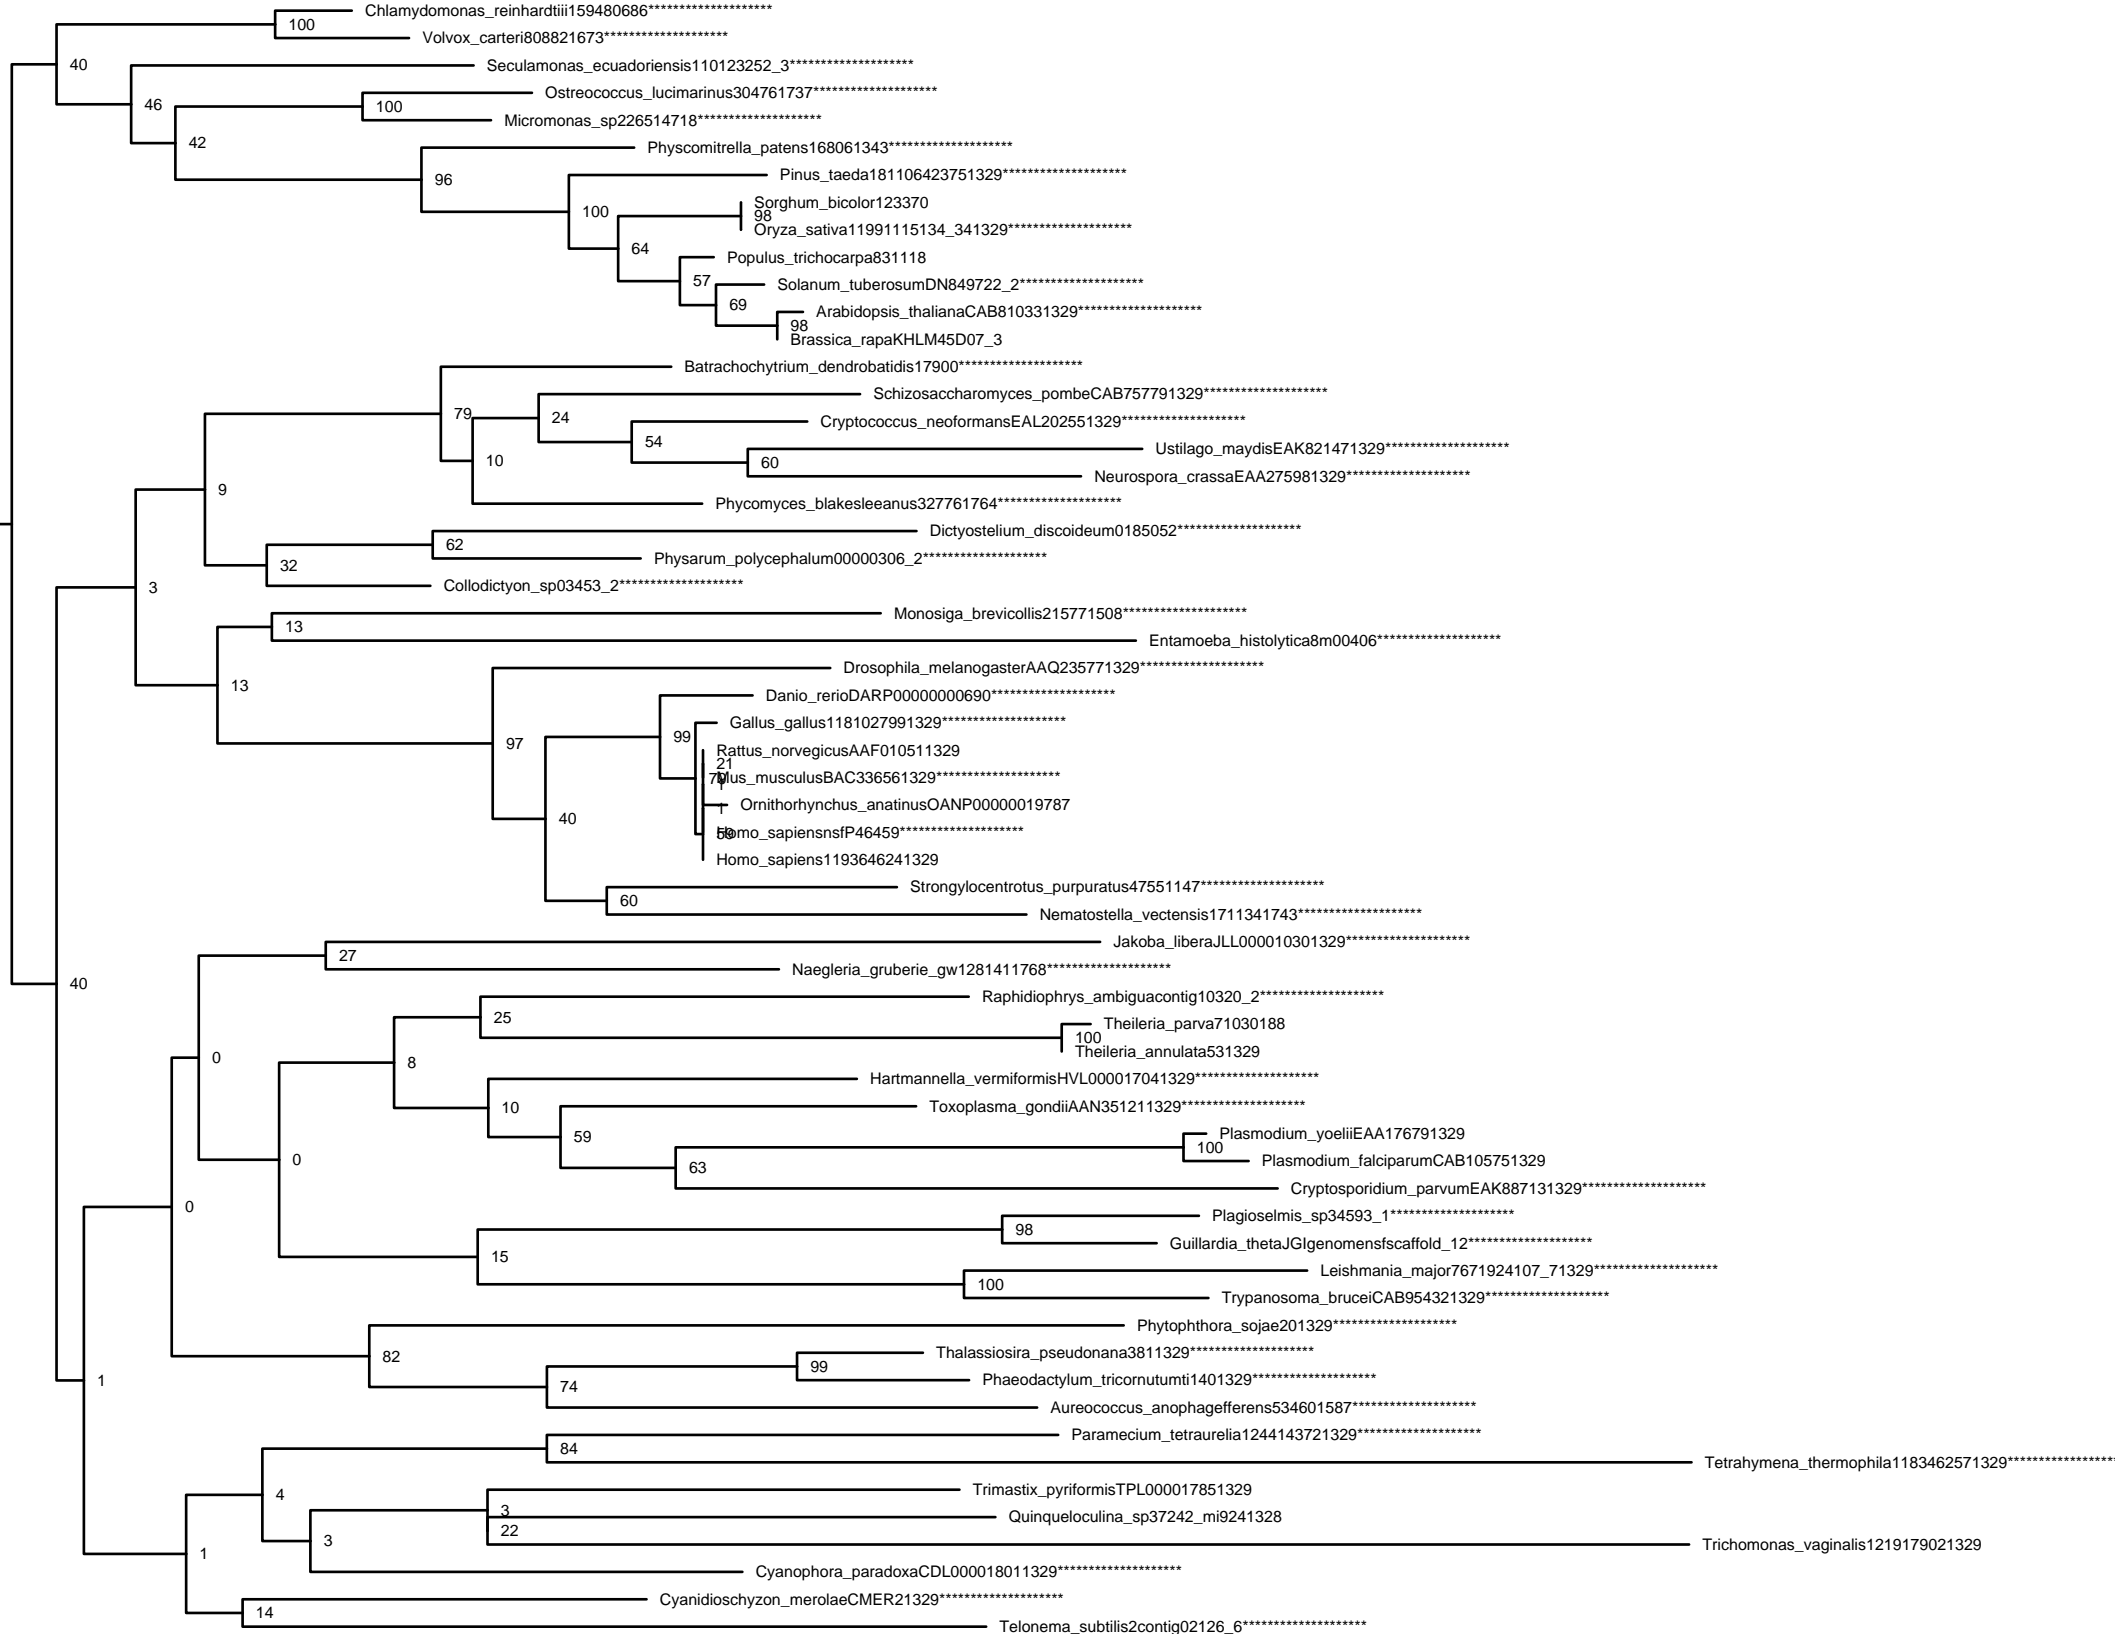 Chlamydomonas_reinhardtiii159480686********************
100
Volvox_carteri808821673********************
40
Seculamonas_ecuadoriensis110123252_3********************
46
Ostreococcus_lucimarinus304761737********************
100
Micromonas_sp226514718********************
42
Physcomitrella_patens168061343********************
96
Pinus_taeda181106423751329********************
100
Sorghum_bicolor123370
98
Oryza_sativa11991115134_341329********************
64
Populus_trichocarpa831118
57
Solanum_tuberosumDN849722_2********************
69
Arabidopsis_thalianaCAB810331329********************
98
Brassica_rapaKHLM45D07_3
Batrachochytrium_dendrobatidis17900********************
79
Schizosaccharomyces_pombeCAB757791329********************
24
Cryptococcus_neoformansEAL202551329********************
54
Ustilago_maydisEAK821471329********************
60
10
Neurospora_crassaEAA275981329********************
9
Phycomyces_blakesleeanus327761764********************
Dictyostelium_discoideum0185052********************
62
Physarum_polycephalum00000306_2********************
32
Collodictyon_sp03453_2********************
3
Monosiga_brevicollis215771508********************
13
Entamoeba_histolytica8m00406********************
13
Drosophila_melanogasterAAQ235771329********************
Danio_rerioDARP00000000690********************
Gallus_gallus1181027991329********************
99
97
Rattus_norvegicusAAF010511329
21
Mus_musculusBAC336561329********************
Ornithorhynchus_anatinusOANP00000019787
40
Homo_sapiensnsfP46459********************
Homo_sapiens1193646241329
Strongylocentrotus_purpuratus47551147********************
60
Nematostella_vectensis1711341743********************
Jakoba_liberaJLL000010301329********************
27
Naegleria_gruberie_gw1281411768********************
40
Raphidiophrys_ambiguacontig10320_2********************
25
Theileria_parva71030188
100
Theileria_annulata531329
0
8
Hartmannella_vermiformisHVL000017041329********************
10
Toxoplasma_gondiiAAN351211329********************
59
Plasmodium_yoeliiEAA176791329
100
Plasmodium_falciparumCAB105751329
0
63
Cryptosporidium_parvumEAK887131329********************
0
Plagioselmis_sp34593_1********************
98
Guillardia_thetaJGIgenomensfscaffold_12********************
15
Leishmania_major7671924107_71329********************
100
Trypanosoma_bruceiCAB954321329********************
Phytophthora_sojae201329********************
82
Thalassiosira_pseudonana3811329********************
99
Phaeodactylum_tricornutumti1401329********************
1
74
Aureococcus_anophagefferens534601587********************
Paramecium_tetraurelia1244143721329********************
84
Tetrahymena_thermophila1183462571329******************
Trimastix_pyriformisTPL000017851329
4
3
Quinqueloculina_sp37242_mi9241328
22
3
Trichomonas_vaginalis1219179021329
1
Cyanophora_paradoxaCDL000018011329********************
Cyanidioschyzon_merolaeCMER21329********************
14
Telonema_subtilis2contig02126_6********************